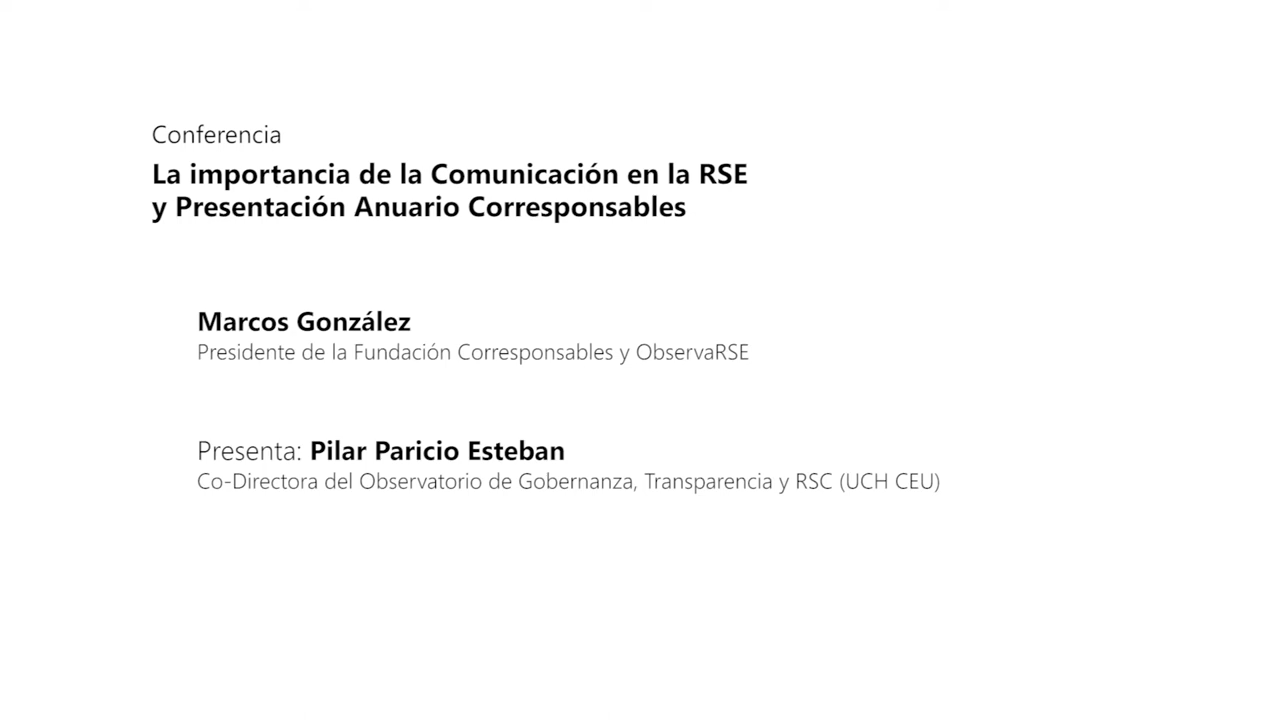 Conferencia
La importancia de la Comunicación en la RSE
y Presentación Anuario Corresponsables
Marcos González
Presidente de la Fundación Corresponsables y ObservaRSE
Presenta: Pilar Paricio Esteban
Co-Directora del Observatorio de Gobernanza, Transparencia y RSC (UCH CEU)